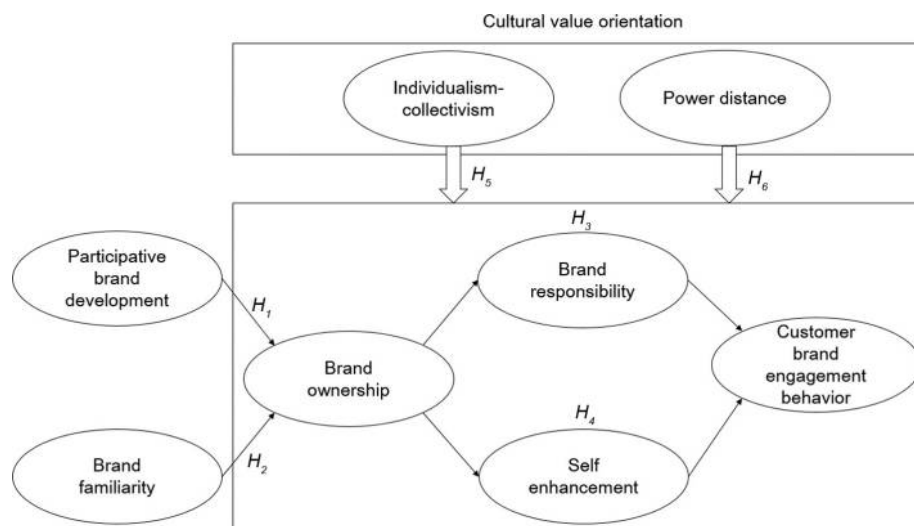 Cultural value orientation
Individualism-
collectivism
Power distance
H5
H6
H3
Participative
brand
development
Brand
responsibility
H1
Customer
brand
engagement
behavior
Brand
ownership
H4
H2
Brand
familiarity
Self
enhancement